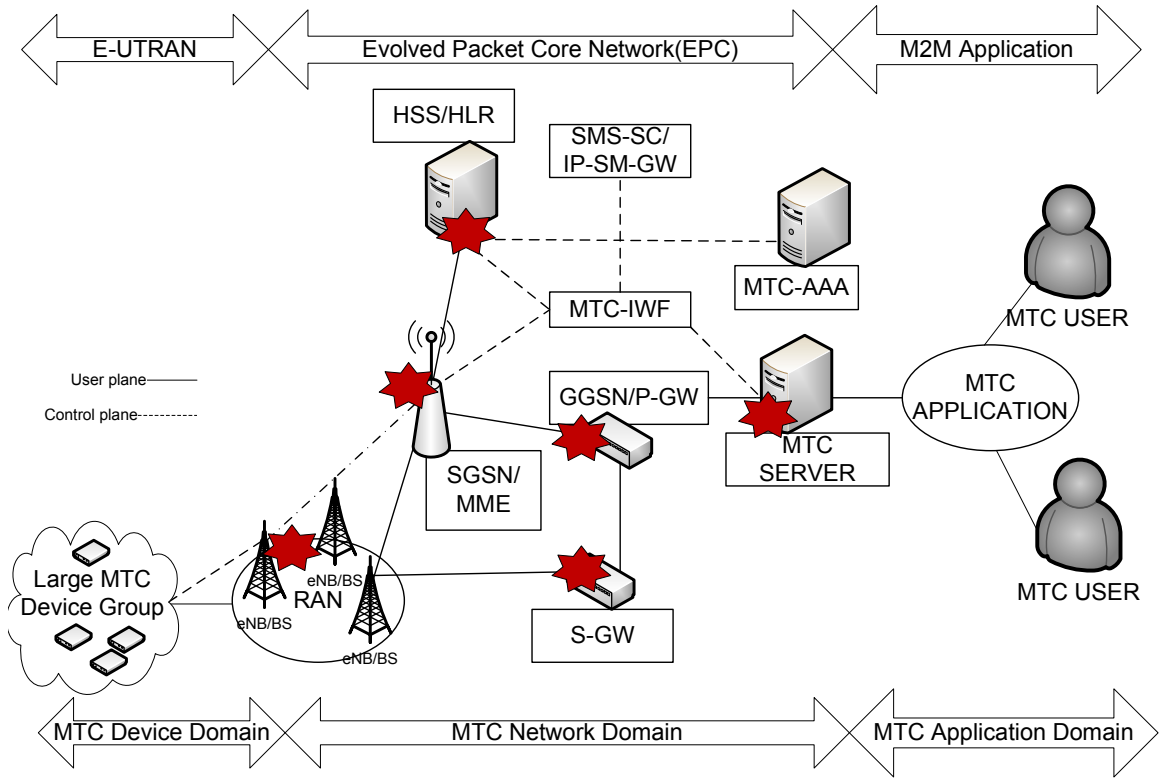 E-UTRAN
Evolved Packet Core Network(EPC)
M2M Application
HSS/HLR
SMS-SC/
IP-SM-GW
MTC-AAA
MTC-IWF
MTC USER
User plane
Control plane
GGSN/P-GW
MTC
APPLICATION
MTC
SERVER
SGSN/
MME
Large MTC
Device Group
eNB/BS
RAN
eNB/BS
eNB/BS
S-GW
MTC USER
MTC Device Domain
MTC Network Domain
MTC Application Domain